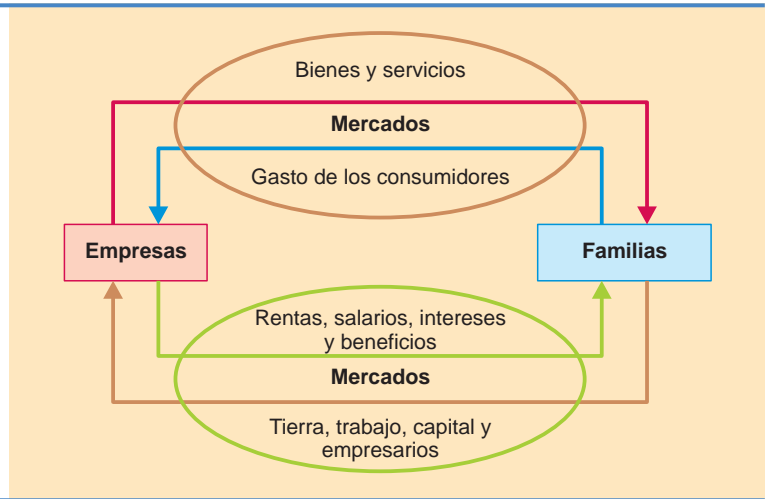 Bienes y servicios
Mercados
Gasto de los consumidores
Empresas
Familias
Rentas, salarios, intereses
y beneficios
Mercados
Tierra, trabajo, capital y
empresarios